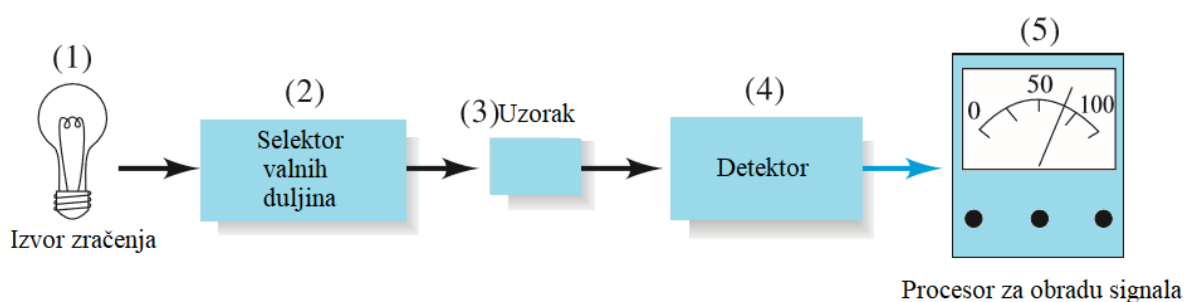 (1)
Izvor zračenja
(2)
Selektor
valnih
duljina
(3) Uzorak
(4)
Detektor
(5)
0 50 100
Procesor za obradu signala